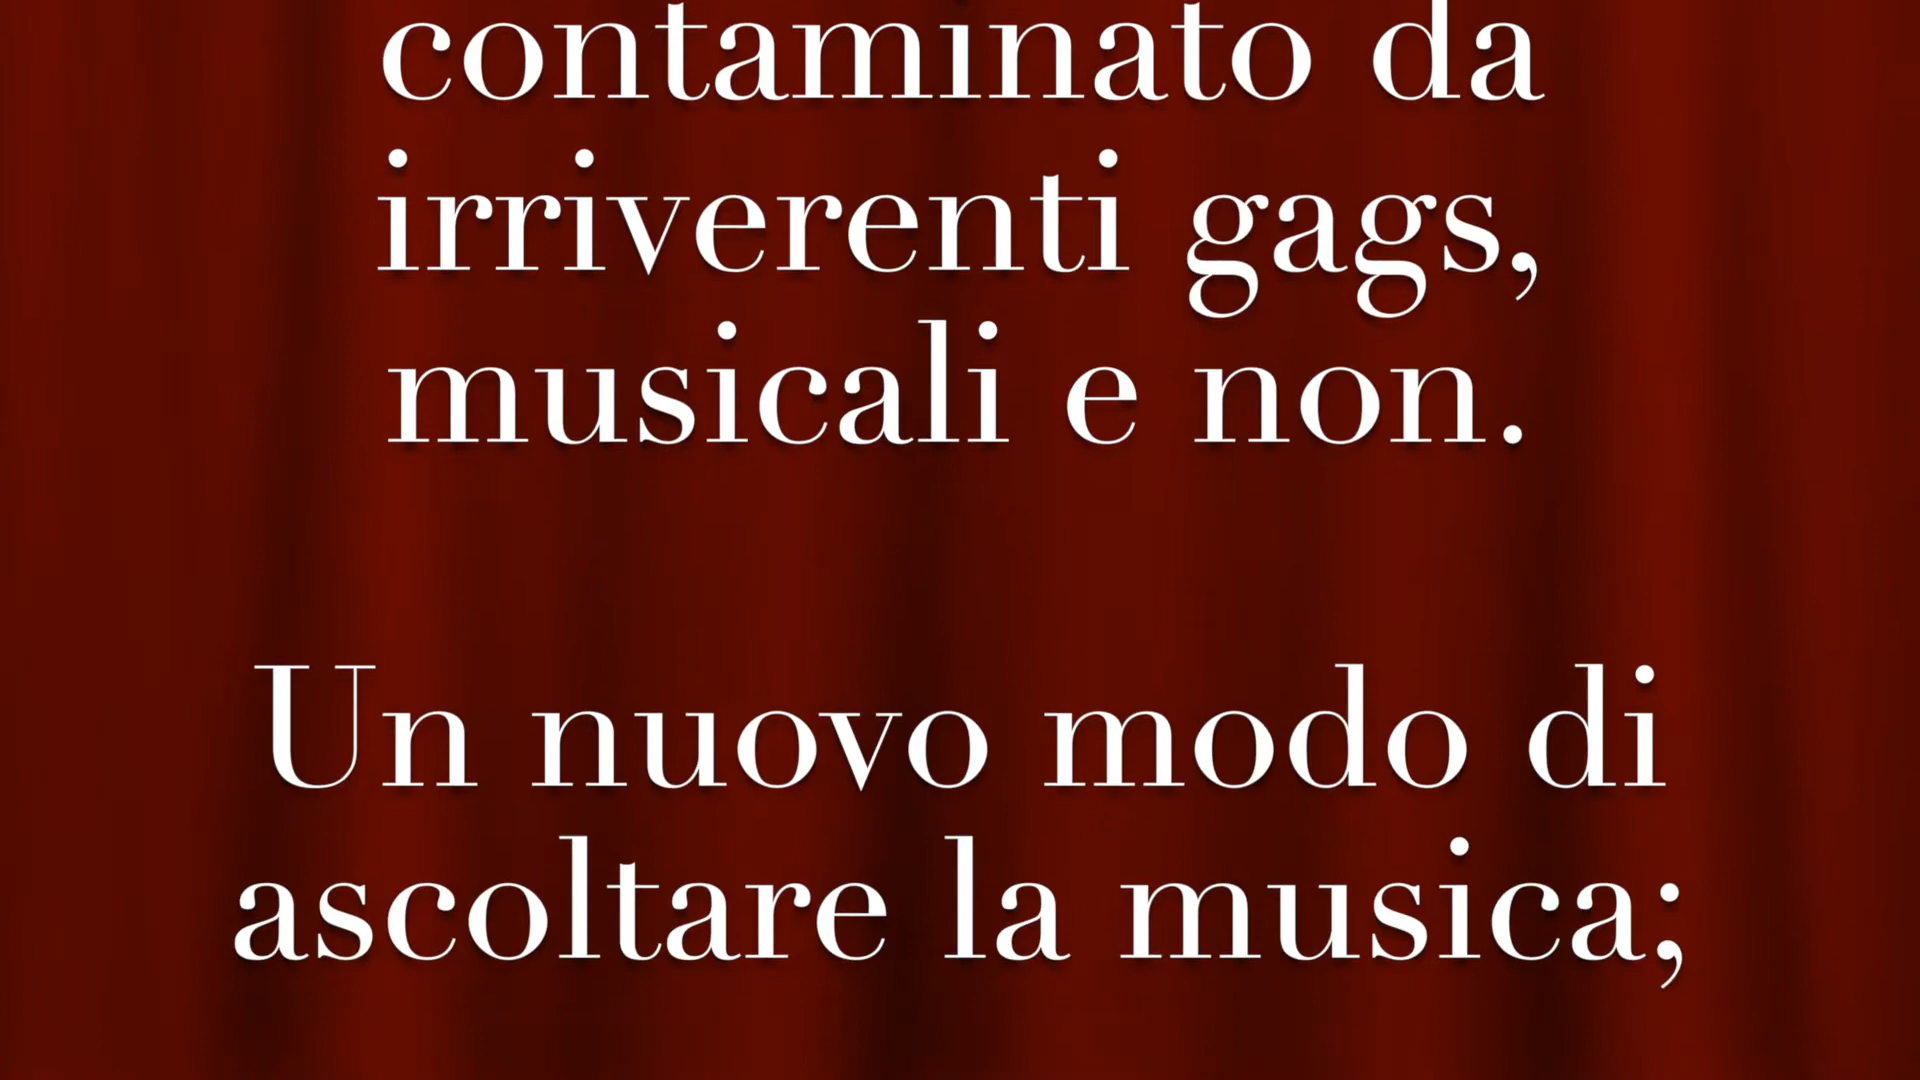 contaminato da
irriverenti gags,
musicali e non.
Un nuovo modo di
ascoltare la musica;